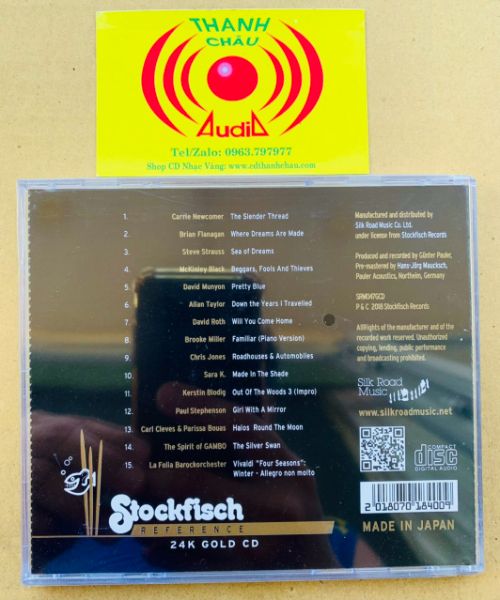 THANH
CHÂU
AudiO
Tel/Zalo: 0963.797977
Shop CD Nhạc Vàng: www.cdthanhchau.com
1. Carrie Newcomer The Slender Thread
2. Brian Flanagan Where Dreams Are Made
3. Steve Strauss Sea of Dreams
4. McKinley Black Beggars, Fools And Thieves
5. David Munyon Pretty Blue
6. Allan Taylor Down the Years I Travelled
7. David Roth Will You Come Home
8. Brooke Miller Familiar (Piano Version)
9. Chris Jones Roadhouses & Automobiles
10. Sara K. Made In The Shade
11. Kerstin Blodig Out Of The Woods 3 (Impro)
12. Paul Stephenson Girl With A Mirror
13. Carl Cleves & Parissa Bouas Halos Round The Moon
14. The Spirit of GAMBO The Silver Swan
15. La Folia Barockorchester Vivaldi "Four Seasons":
Winter - Allegro non molto
Manufactured and distributed by
Silk Road Music Co. Ltd.
under license from Stockfisch Records
Produced and recorded by Günter Pauler,
Pre-mastered by Hans-Jörg Maucksch,
Pauler Acoustics, Northeim, Germany
SRM047GCD
P & C 2018 Stockfisch Records
AllRights of the manufacturer and of the
recorded work reserved. Unauthorized
copying, lending, public performance
and broadcasting prohibited.
Silk Road
Music
www.silkroadmusic.net
COMPACT
disc
DIGITAL AUDIO
2 018070 184009
MADE IN JAPAN
Stockfisch
REFERENCE
24K GOLD CD